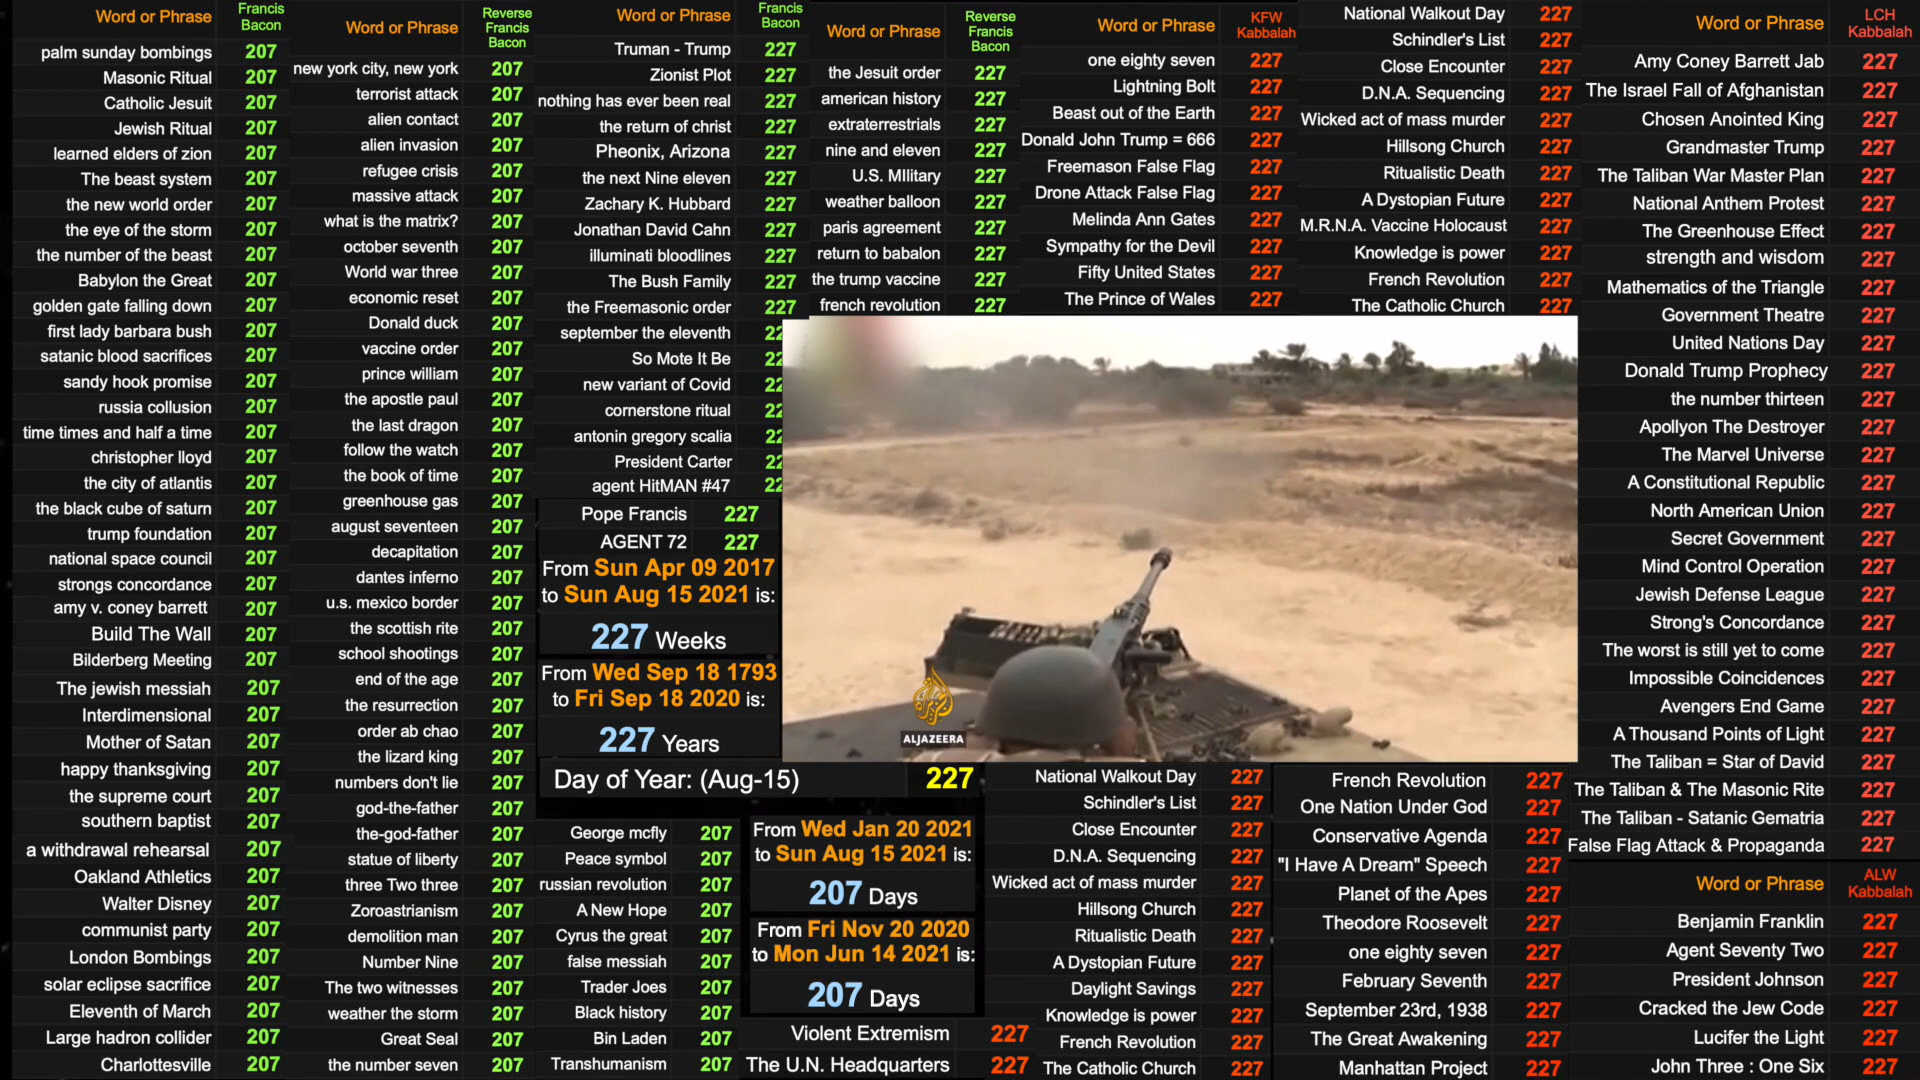 Word or Phrase Francis Bacon
palm sunday bombings 207
Masonic Ritual 207
Catholic Jesuit 207
Jewish Ritual 207
learned elders of zion 207
The beast system 207
the new world order 207
the eye of the storm 207
the number of the beast 207
Babylon the Great 207
golden gate falling down 207
first lady barbara bush 207
satanic blood sacrifices 207
sandy hook promise 207
russia collusion 207
time times and half a time 207
christopher lloyd 207
the city of atlantis 207
the black cube of saturn 207
trump foundation 207
national space council 207
strongs concordance 207
amy v. coney barrett 207
Build The Wall 207
Bilderberg Meeting 207
The jewish messiah 207
Interdimensional 207
Mother of Satan 207
happy thanksgiving 207
the supreme court 207
southern baptist 207
a withdrawal rehearsal 207
Oakland Athletics 207
Walter Disney 207
communist party 207
London Bombings 207
solar eclipse sacrifice 207
Eleventh of March 207
Large hadron collider 207
Charlottesville 207
Word or Phrase Reverse Francis Bacon
new york city, new york 207
terrorist attack 207
alien contact 207
alien invasion 207
refugee crisis 207
massive attack 207
what is the matrix? 207
october seventh 207
World war three 207
economic reset 207
Donald duck 207
vaccine order 207
prince william 207
the apostle paul 207
the last dragon 207
follow the watch 207
the book of time 207
greenhouse gas 207
august seventeen 207
decapitation 207
dantes inferno 207
u.s. mexico border 207
the scottish rite 207
school shootings 207
end of the age 207
the resurrection 207
order ab chao 207
the lizard king 207
numbers don't lie 207
god-the-father 207
the-god-father 207
statue of liberty 207
three Two three 207
Zoroastrianism 207
demolition man 207
Number Nine 207
The two witnesses 207
weather the storm 207
Great Seal 207
the number seven 207
Word or Phrase Francis Bacon
Truman - Trump 227
Zionist Plot 227
nothing has ever been real 227
the return of christ 227
Pheonix, Arizona 227
the next Nine eleven 227
Zachary K. Hubbard 227
Jonathan David Cahn 227
illuminati bloodlines 227
The Bush Family 227
the Freemasonic order 227
september the eleventh 22
So Mote It Be 22
new variant of Covid 22
cornerstone ritual 22
antonin gregory scalia 22
President Carter 22
agent HitMAN #47 22
Pope Francis 227
AGENT 72 227
From Sun Apr 09 2017
to Sun Aug 15 2021 is:
227 Weeks
From Wed Sep 18 1793
to Fri Sep 18 2020 is:
227 Years
Day of Year: (Aug-15) 227
George mcfly 207
Peace symbol 207
russian revolution 207
A New Hope 207
Cyrus the great 207
false messiah 207
Trader Joes 207
Black history 207
Bin Laden 207
Transhumanism 207
From Wed Jan 20 2021
to Sun Aug 15 2021 is:
207 Days
From Fri Nov 20 2020
to Mon Jun 14 2021 is:
207 Days
Violent Extremism 227
The U.N. Headquarters 227
Word or Phrase Reverse Francis Bacon
the Jesuit order 227
american history 227
extraterrestrials 227
nine and eleven 227
U.S. MIlitary 227
weather balloon 227
paris agreement 227
return to babalon 227
the trump vaccine 227
french revolution 227
Word or Phrase KFW Kabbalah
one eighty seven 227
Lightning Bolt 227
Beast out of the Earth 227
Donald John Trump = 666 227
Freemason False Flag 227
Drone Attack False Flag 227
Melinda Ann Gates 227
Sympathy for the Devil 227
Fifty United States 227
The Prince of Wales 227
National Walkout Day 227
Schindler's List 227
Close Encounter 227
D.N.A. Sequencing 227
Wicked act of mass murder 227
Hillsong Church 227
Ritualistic Death 227
A Dystopian Future 227
M.R.N.A. Vaccine Holocaust 227
Knowledge is power 227
French Revolution 227
The Catholic Church 227
ALJAZEERA
National Walkout Day 227
Schindler's List 227
Close Encounter 227
D.N.A. Sequencing 227
Wicked act of mass murder 227
Hillsong Church 227
Ritualistic Death 227
A Dystopian Future 227
Daylight Savings 227
Knowledge is power 227
French Revolution 227
The Catholic Church 227
French Revolution 227
One Nation Under God 227
Conservative Agenda 227
"I Have A Dream" Speech 227
Planet of the Apes 227
Theodore Roosevelt 227
one eighty seven 227
February Seventh 227
September 23rd, 1938 227
The Great Awakening 227
Manhattan Project 227
Word or Phrase LCH Kabbalah
Amy Coney Barrett Jab 227
The Israel Fall of Afghanistan 227
Chosen Anointed King 227
Grandmaster Trump 227
The Taliban War Master Plan 227
National Anthem Protest 227
The Greenhouse Effect 227
strength and wisdom 227
Mathematics of the Triangle 227
Government Theatre 227
United Nations Day 227
Donald Trump Prophecy 227
the number thirteen 227
Apollyon The Destroyer 227
The Marvel Universe 227
A Constitutional Republic 227
North American Union 227
Secret Government 227
Mind Control Operation 227
Jewish Defense League 227
Strong's Concordance 227
The worst is still yet to come 227
Impossible Coincidences 227
Avengers End Game 227
A Thousand Points of Light 227
The Taliban = Star of David 227
The Taliban & The Masonic Rite 227
The Taliban - Satanic Gematria 227
False Flag Attack & Propaganda 227
Word or Phrase ALW Kabbalah
Benjamin Franklin 227
Agent Seventy Two 227
President Johnson 227
Cracked the Jew Code 227
Lucifer the Light 227
John Three : One Six 227